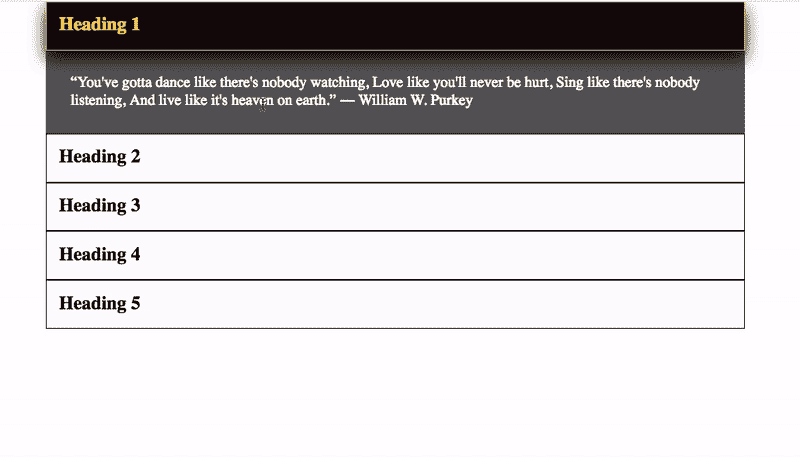 Heading 1
“You've gotta dance like there's nobody watching, Love like you'll never be hurt, Sing like there's nobody
listening, And live like it's heaven on earth.” — William W. Purkey
Heading 2
Heading 3
Heading 4
Heading 5